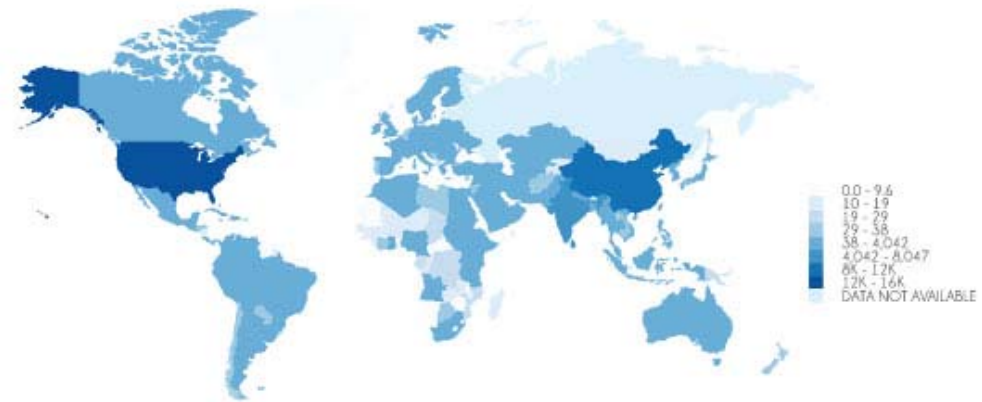 0.0 - 9.6
10 - 19
19 - 29
29 - 38
38 - 4,042
4,042 - 8,047
8K - 12K
12K - 16K
DATA NOT AVAILABLE